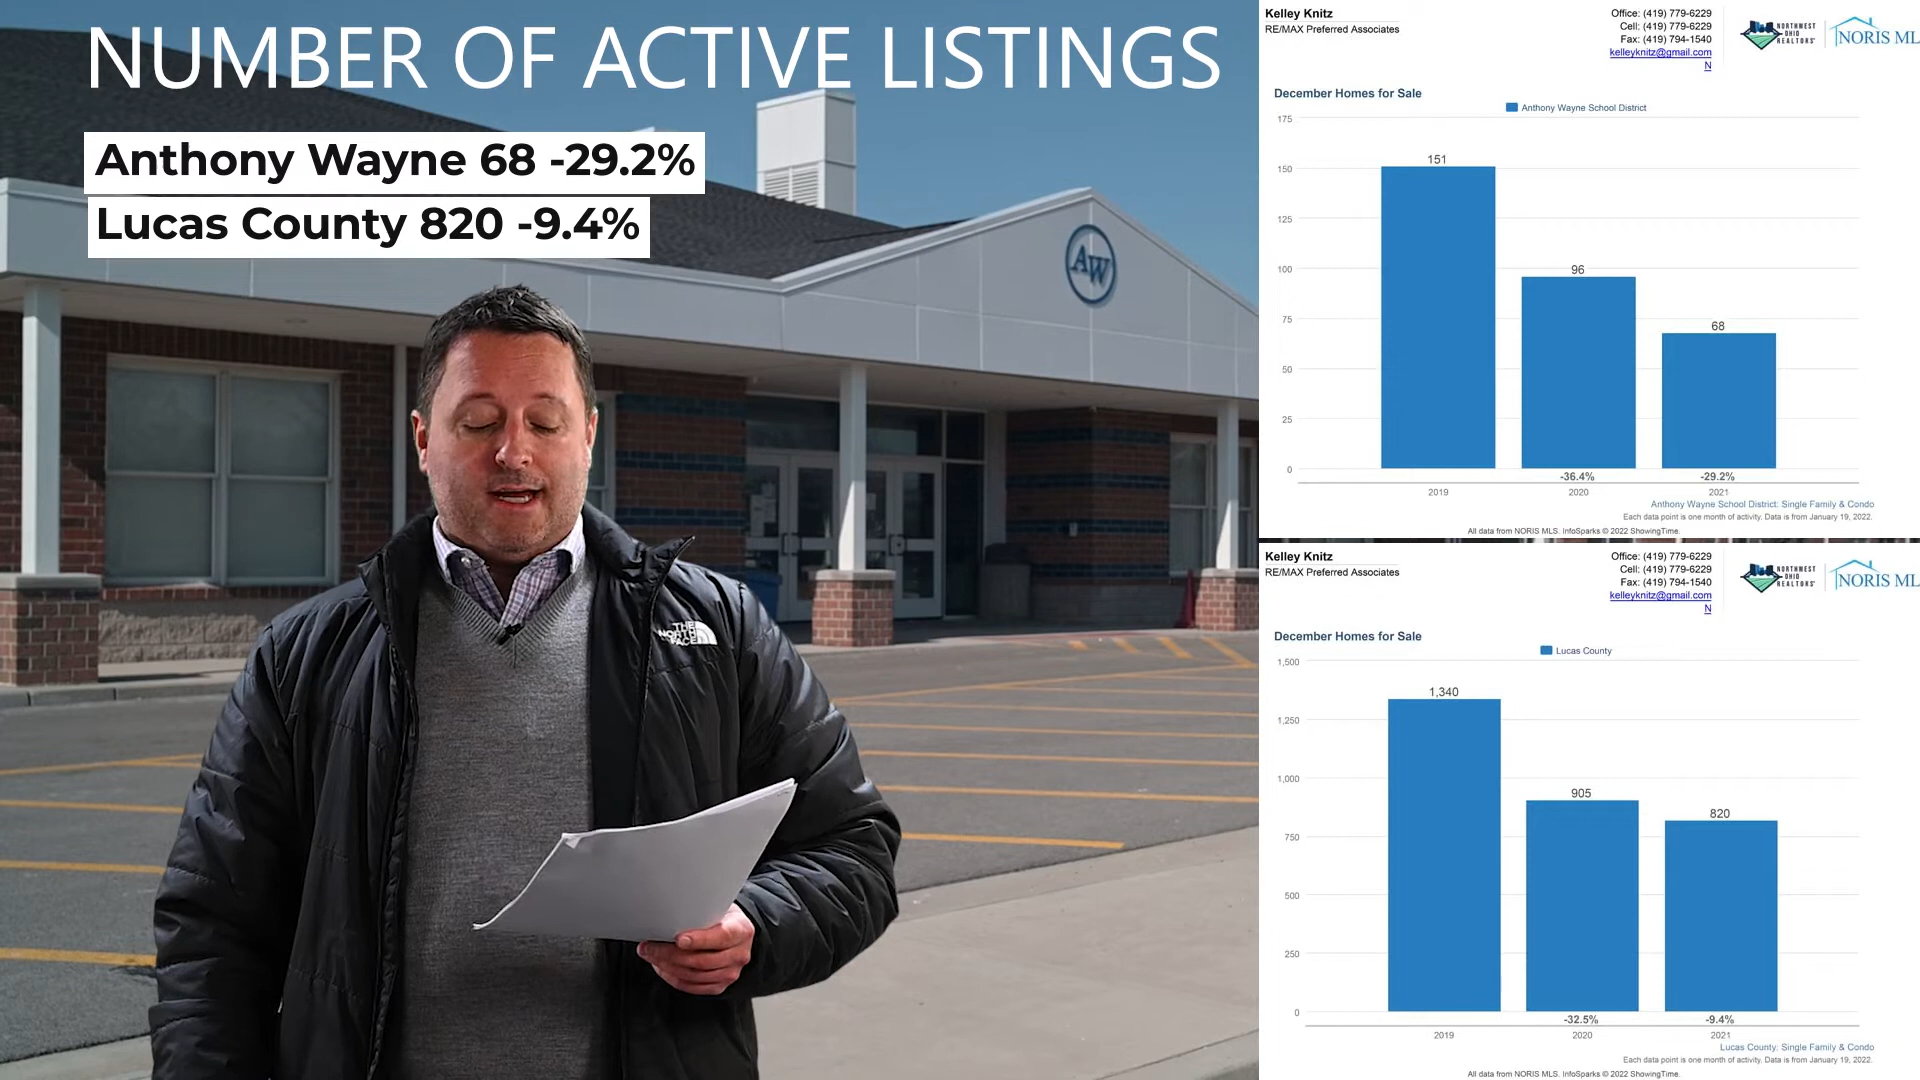 NUMBER OF ACTIVE LISTINGS
Anthony Wayne 68 -29.2%
Lucas County 820 -9.4%
AW
THE
NORTH
FACE
Kelley Knitz
RE/MAX Preferred Associates
Office: (419) 779-6229
Cell: (419) 779-6229
Fax: (419) 794-1540
kelleyknitz@gmail.com
N
NORTHWEST
OHIO
REALTORS®
NORIS ML
December Homes for Sale
Anthony Wayne School District
175
150
125
100
75
50
25
0
151
96
68
-36.4%
-29.2%
2019
2020
2021
Anthony Wayne School District: Single Family & Condo
Each data point is one month of activity. Data is from January 19, 2022.
All data from NORIS MLS. InfoSparks © 2022 ShowingTime.
Kelley Knitz
RE/MAX Preferred Associates
Office: (419) 779-6229
Cell: (419) 779-6229
Fax: (419) 794-1540
kelleyknitz@gmail.com
N
NORTHWEST
OHIO
REALTORS®
NORIS ML
December Homes for Sale
Lucas County
1,500
1,250
1,000
750
500
250
0
1,340
905
820
-32.5%
-9.4%
2019
2020
2021
Lucas County: Single Family & Condo
Each data point is one month of activity. Data is from January 19, 2022.
All data from NORIS MLS. InfoSparks © 2022 ShowingTime.